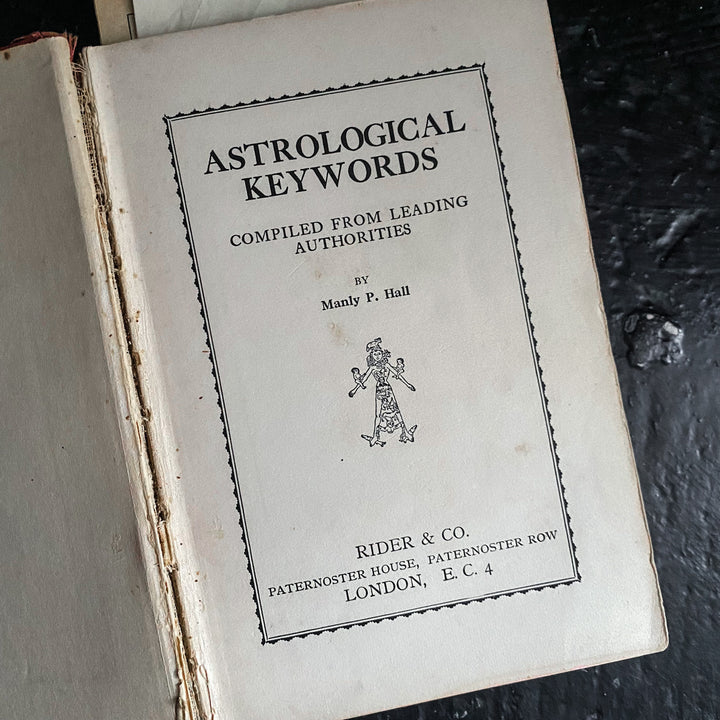 ASTROLOGICAL
KEYWORDS
COMPILED FROM LEADING
AUTHORITIES
BY
Manly P. Hall
RIDER & CO.
PATERNOSTER HOUSE, PATERNOSTER ROW
LONDON, E. C. 4